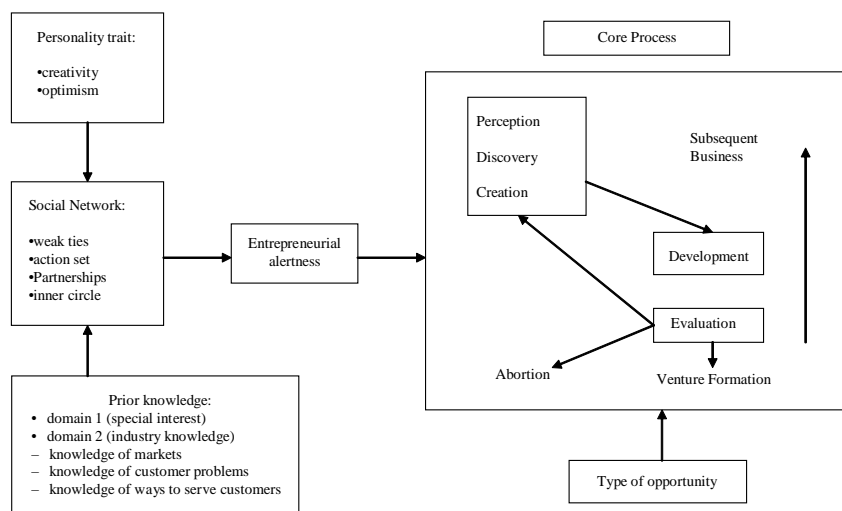 Personality trait:
•creativity
•optimism
Social Network:
•weak ties
•action set
•Partnerships
•inner circle
Prior knowledge:
• domain 1 (special interest)
• domain 2 (industry knowledge)
– knowledge of markets
– knowledge of customer problems
– knowledge of ways to serve customers
Entrepreneurial
alertness
Core Process
Perception
Discovery
Creation
Subsequent
Business
Development
Evaluation
Abortion
Venture Formation
Type of opportunity